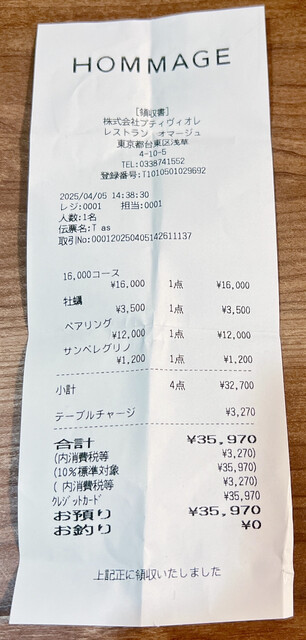 HOMMAGE
[領収書]
株式会社プティヴィオレ
レストラン オマージュ
東京都台東区浅草
4-10-5
TEL:0338741552
登録番号:T1010501029692
2025/04/05 14:38:30
レジ:0001 担当:0001
人数:1名
伝票名:T as
取引No:000120250405142611137
16,000コース
¥16,000 1点 ¥16,000
牡蠣
¥3,500 1点 ¥3,500
ペアリング
¥12,000 1点 ¥12,000
サンペレグリノ
¥1,200 1点 ¥1,200
小計 4点 ¥32,700
テーブルチャージ ¥3,270
合計 ¥35,970
(内消費税等 ¥3,270)
(10%標準対象 ¥35,970)
( 内消費税等 ¥3,270)
クレジットカード ¥35,970
お預り ¥35,970
お釣り ¥0
上記正に領収いたしました